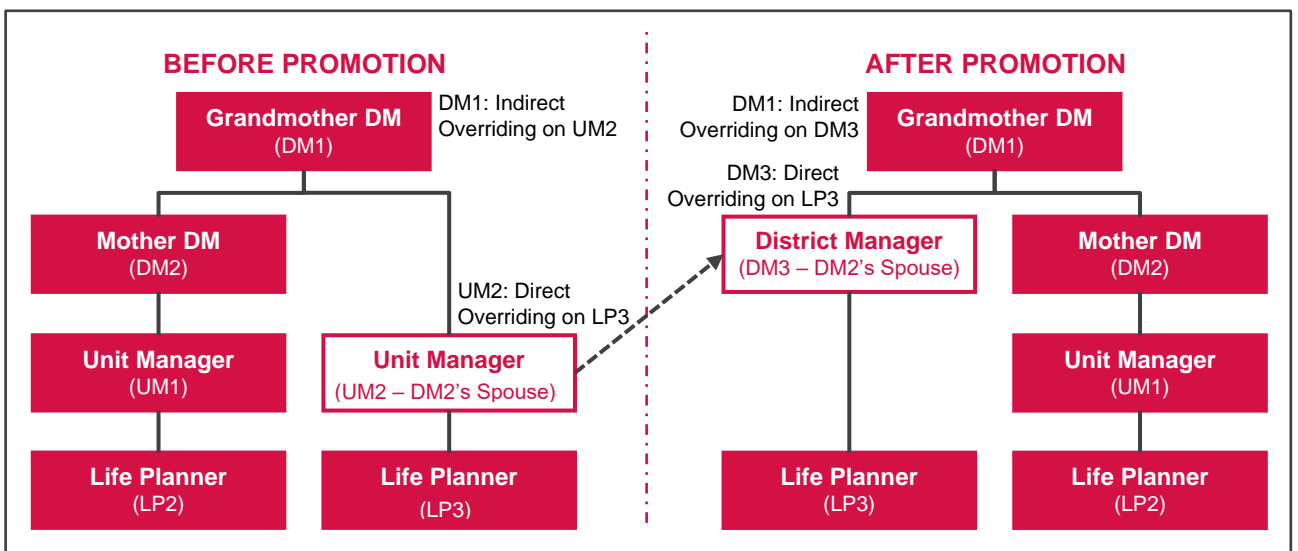 BEFORE PROMOTION
Grandmother DM
(DM1)
DM1: Indirect
Overriding on UM2
Mother DM
(DM2)
UM2: Direct
Overriding on LP3
Unit Manager
(UM1)
Unit Manager
(UM2 – DM2's Spouse)
Life Planner
(LP2)
Life Planner
(LP3)
AFTER PROMOTION
DM1: Indirect
Overriding on DM3
Grandmother DM
(DM1)
DM3: Direct
Overriding on LP3
District Manager
(DM3 – DM2's Spouse)
Mother DM
(DM2)
Unit Manager
(UM1)
Life Planner
(LP3)
Life Planner
(LP2)